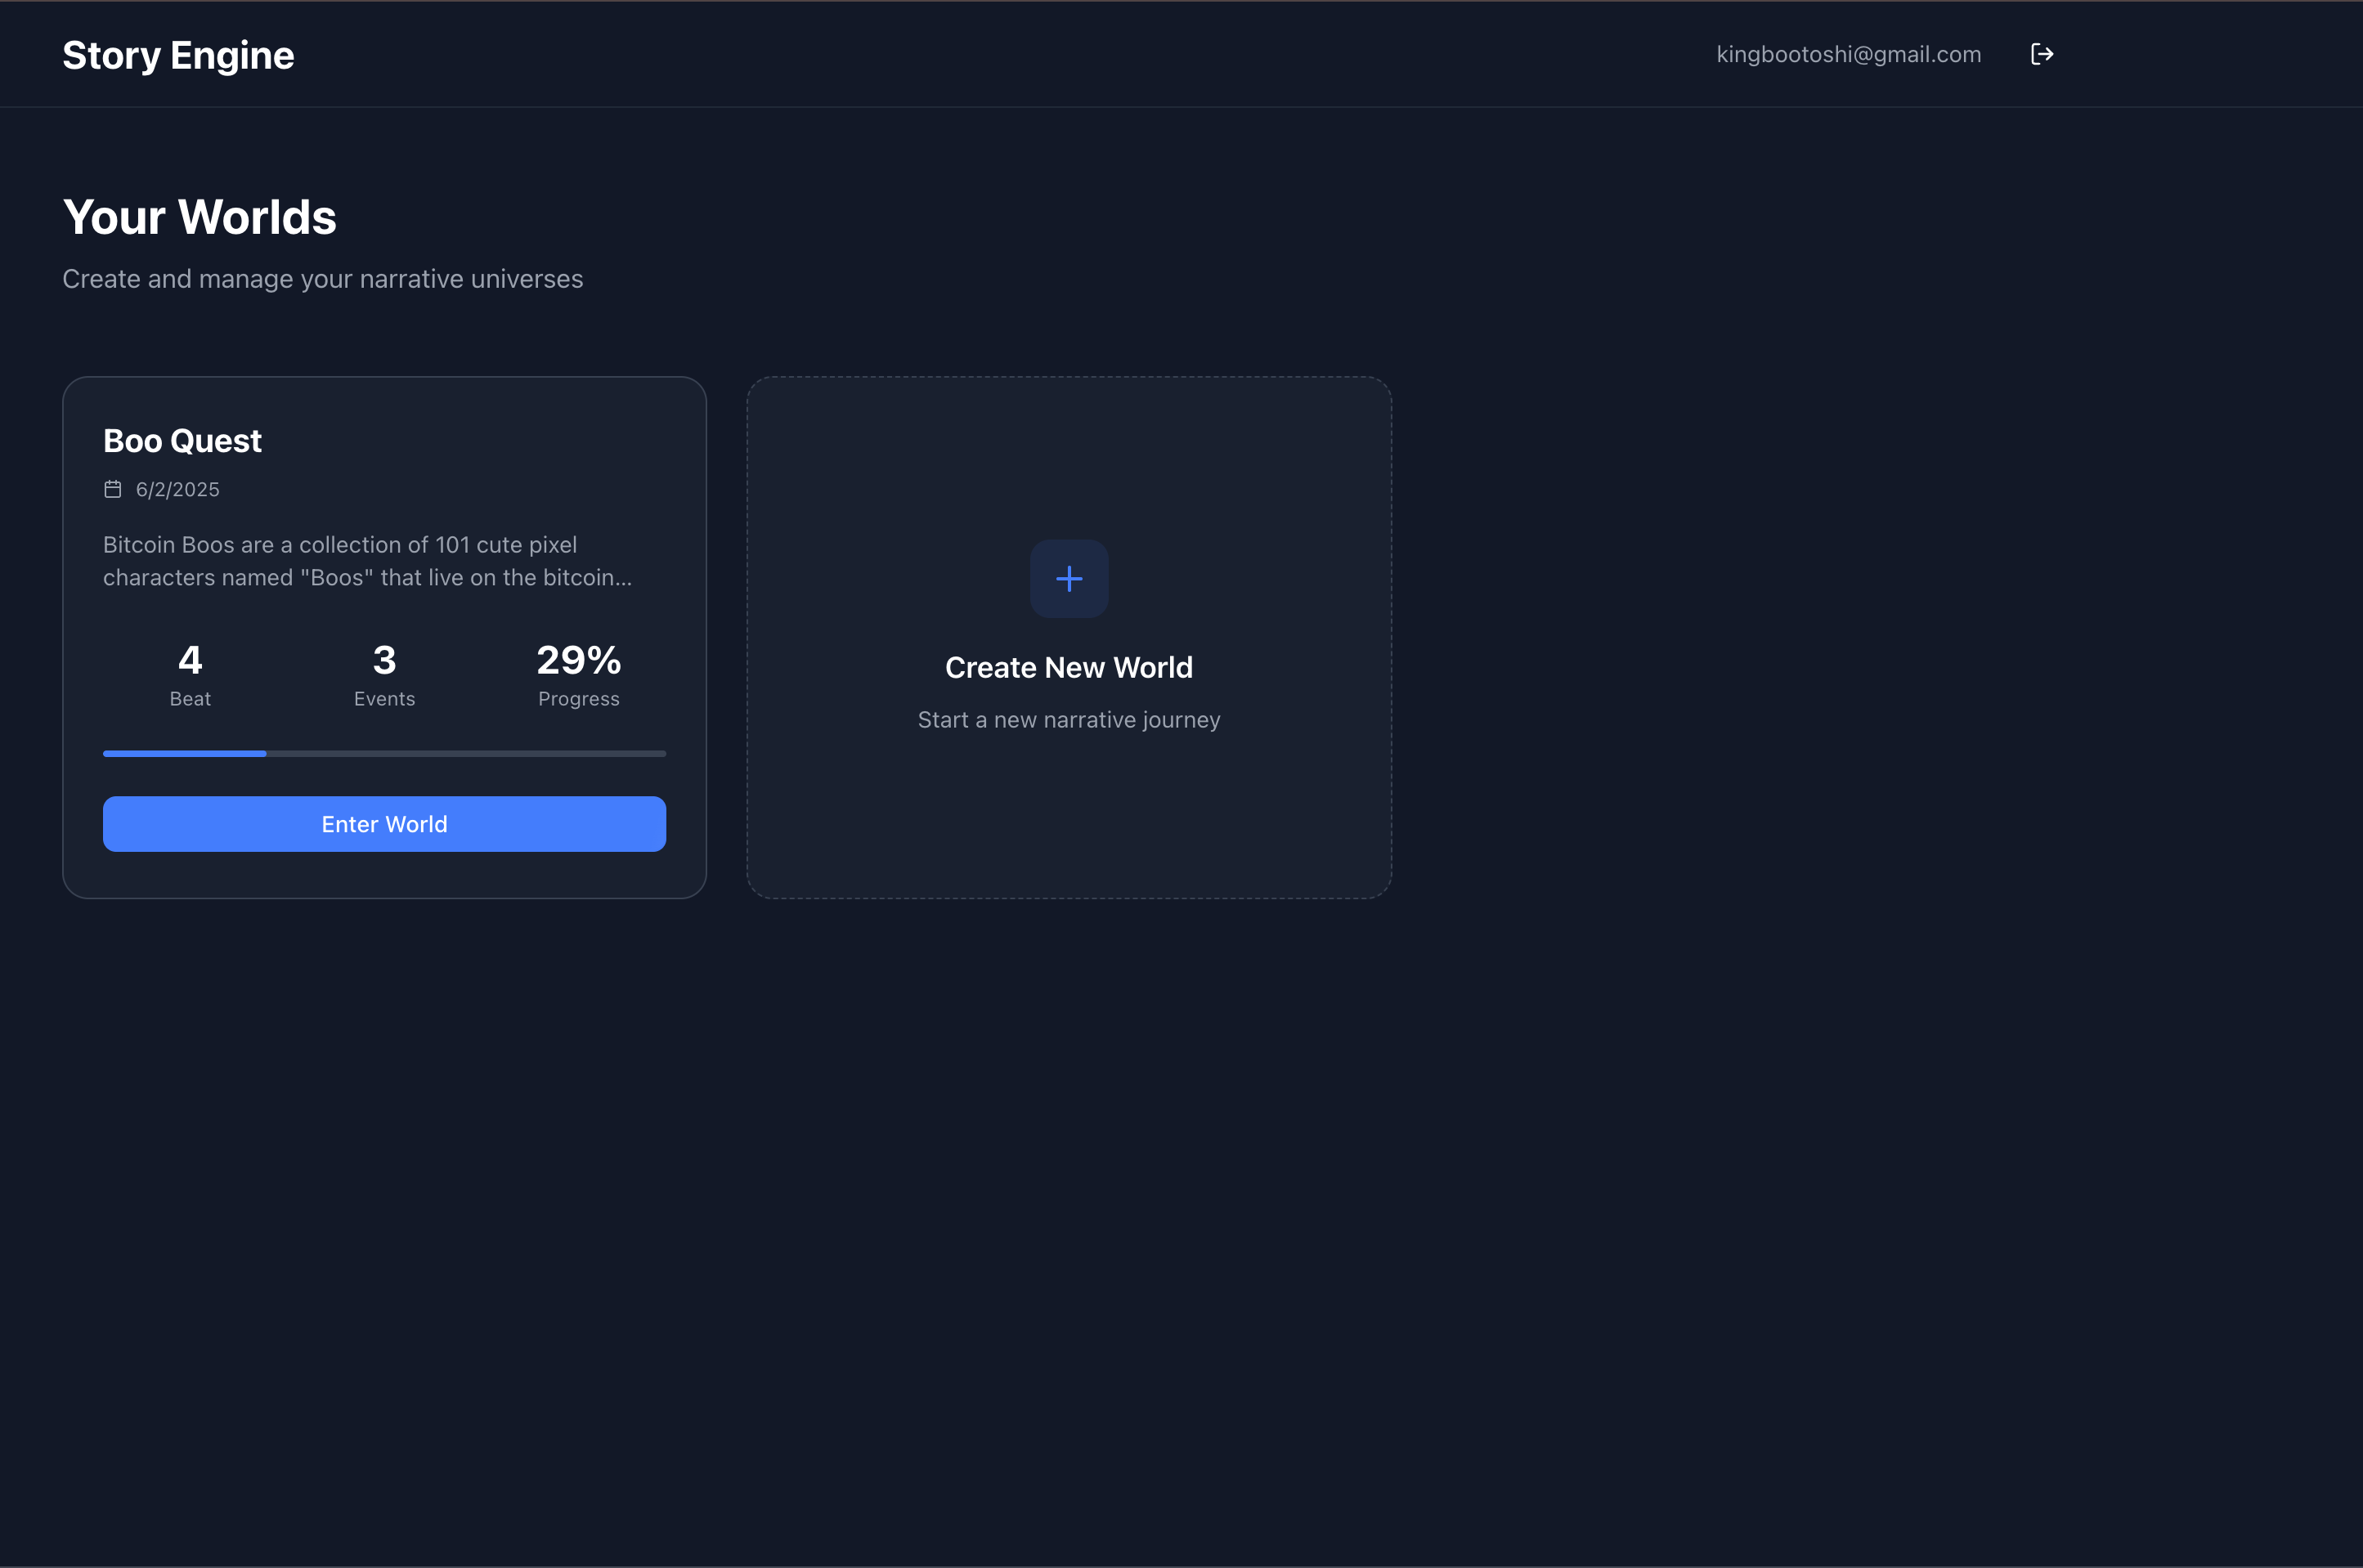 Story Engine
kingbootoshi@gmail.com
Your Worlds
Create and manage your narrative universes
Boo Quest
6/2/2025
Bitcoin Boos are a collection of 101 cute pixel
characters named "Boos" that live on the bitcoin...
4
Beat
3
Events
29%
Progress
Enter World
Create New World
Start a new narrative journey